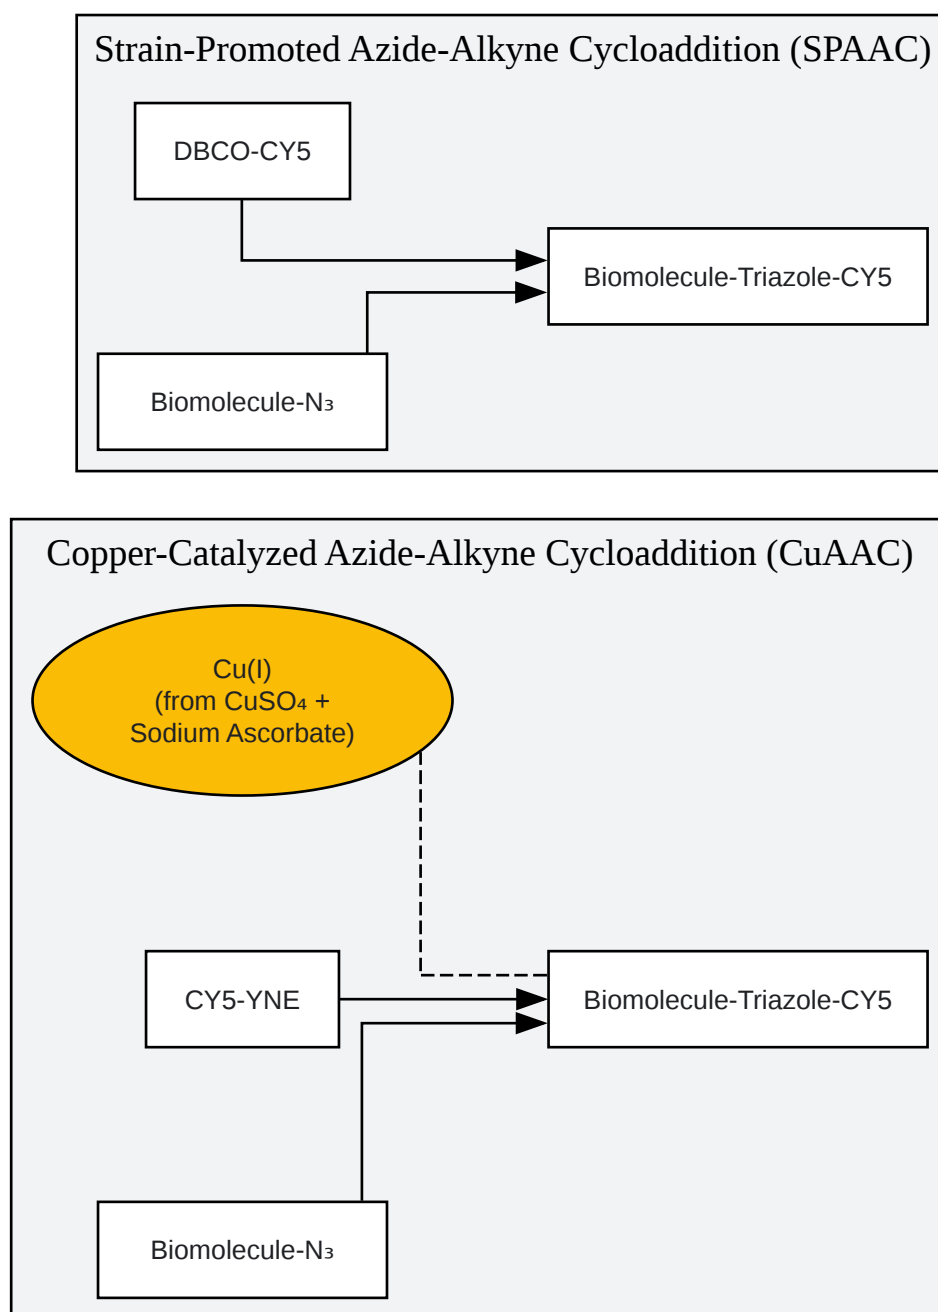 Strain-Promoted Azide-Alkyne Cycloaddition (SPAAC)
DBCO-CY5
Biomolecule-Triazole-CY5
Biomolecule-N₃
Copper-Catalyzed Azide-Alkyne Cycloaddition (CuAAC)
Cu(I)
(from CuSO₄ +
Sodium Ascorbate)
CY5-YNE
Biomolecule-Triazole-CY5
Biomolecule-N₃